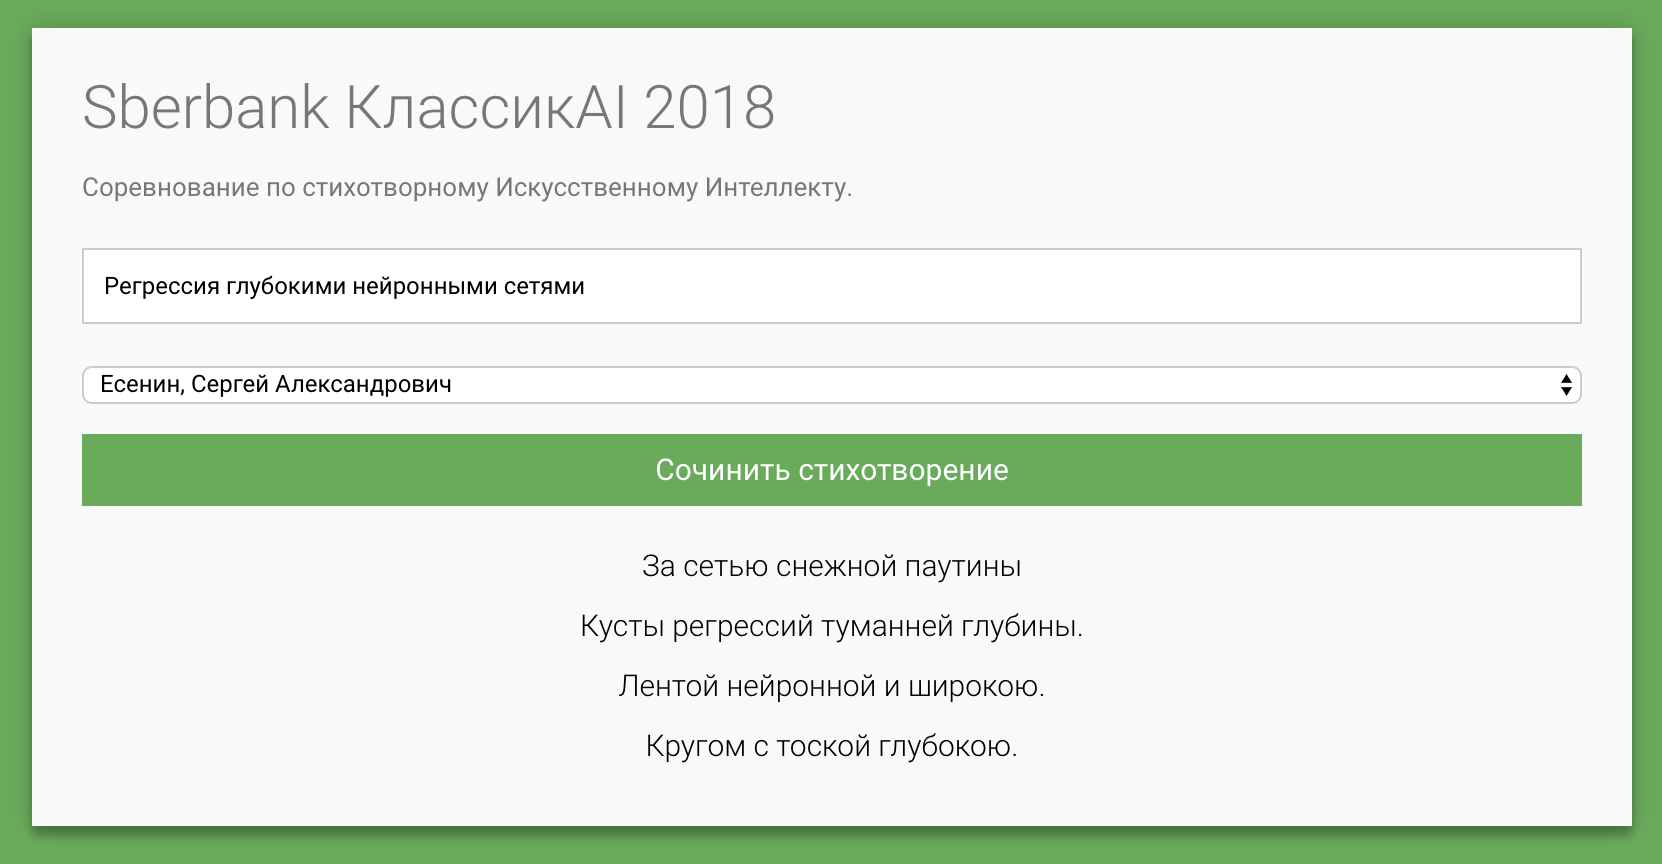 Sberbank КлассикAI 2018
Соревнование по стихотворному Искусственному Интеллекту.
Регрессия глубокими нейронными сетями
Есенин, Сергей Александрович
Сочинить стихотворение
За сетью снежной паутины
Кусты регрессий туманней глубины.
Лентой нейронной и широкою.
Кругом с тоской глубокою.